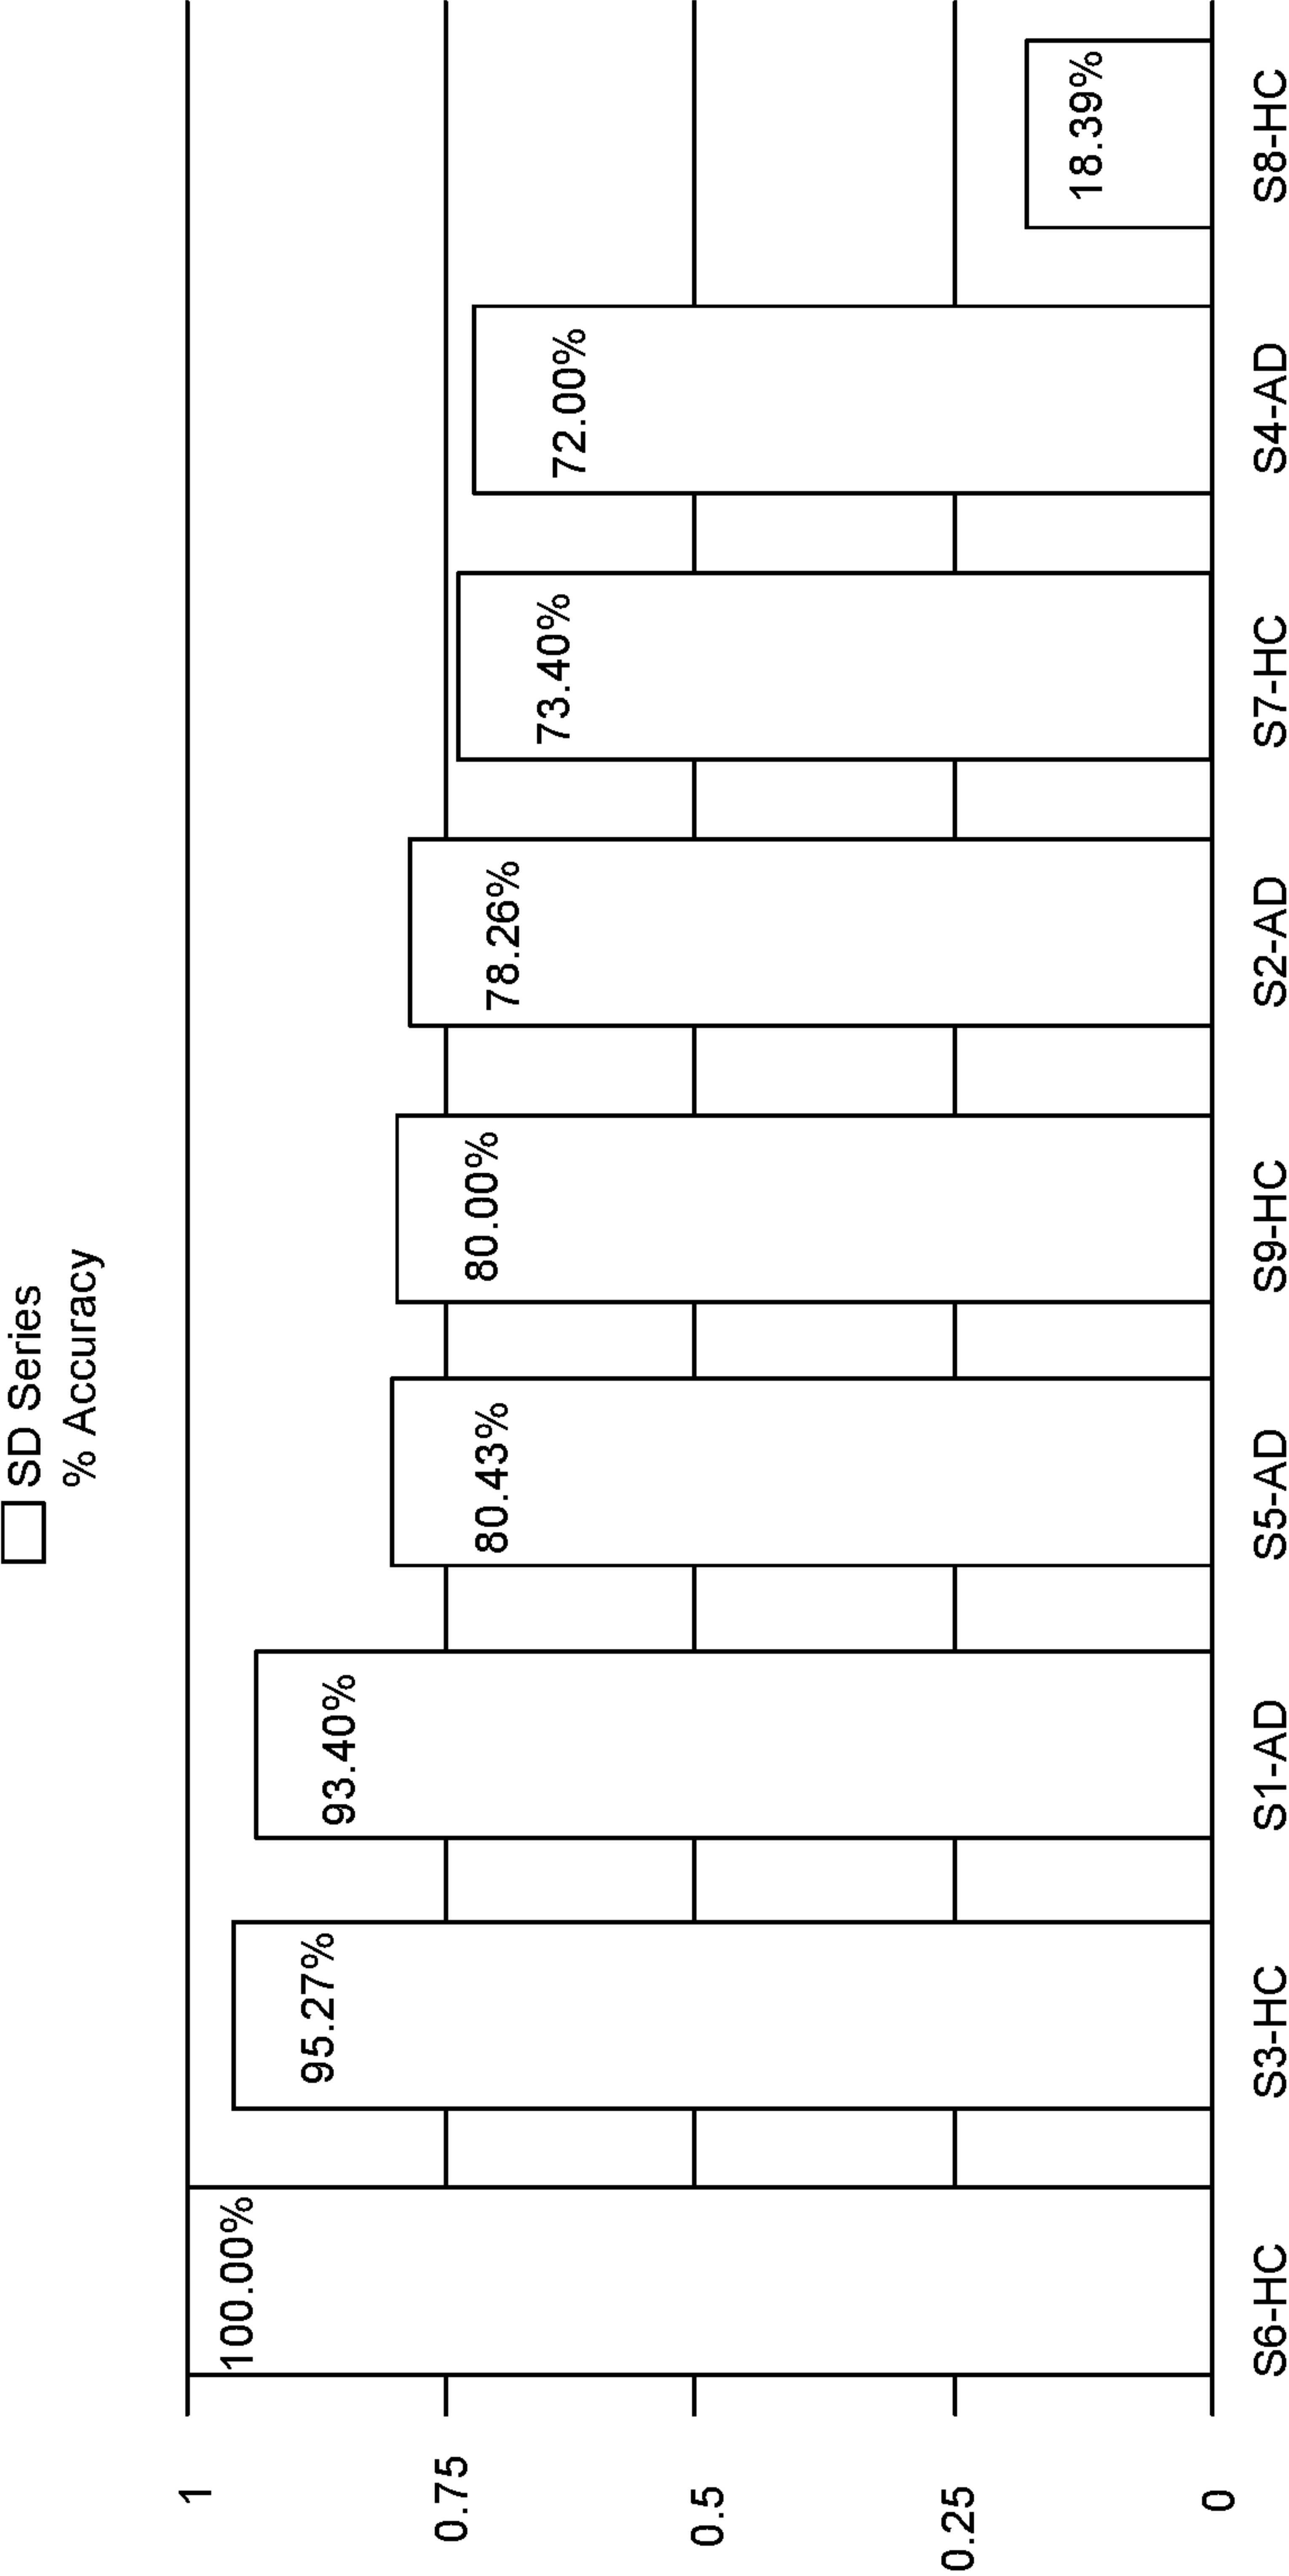 SD Series
% Accuracy
1
0.75
0.5
0.25
0
100.00%
95.27%
93.40%
80.43%
80.00%
78.26%
73.40%
72.00%
18.39%
S6-HC
S3-HC
S1-AD
S5-AD
S9-HC
S2-AD
S7-HC
S4-AD
S8-HC